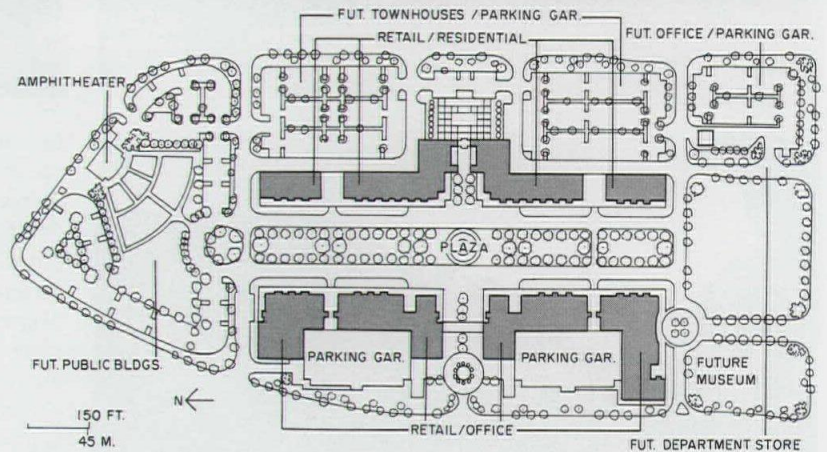 FUT. TOWNHOUSES / PARKING GAR.
RETAIL / RESIDENTIAL
FUT. OFFICE / PARKING GAR.
AMPHITHEATER
PLAZA
PARKING GAR.
PARKING GAR.
FUT. PUBLIC BLDGS.
FUTURE
MUSEUM
N
150 FT.
45 M.
RETAIL/OFFICE
FUT. DEPARTMENT STORE